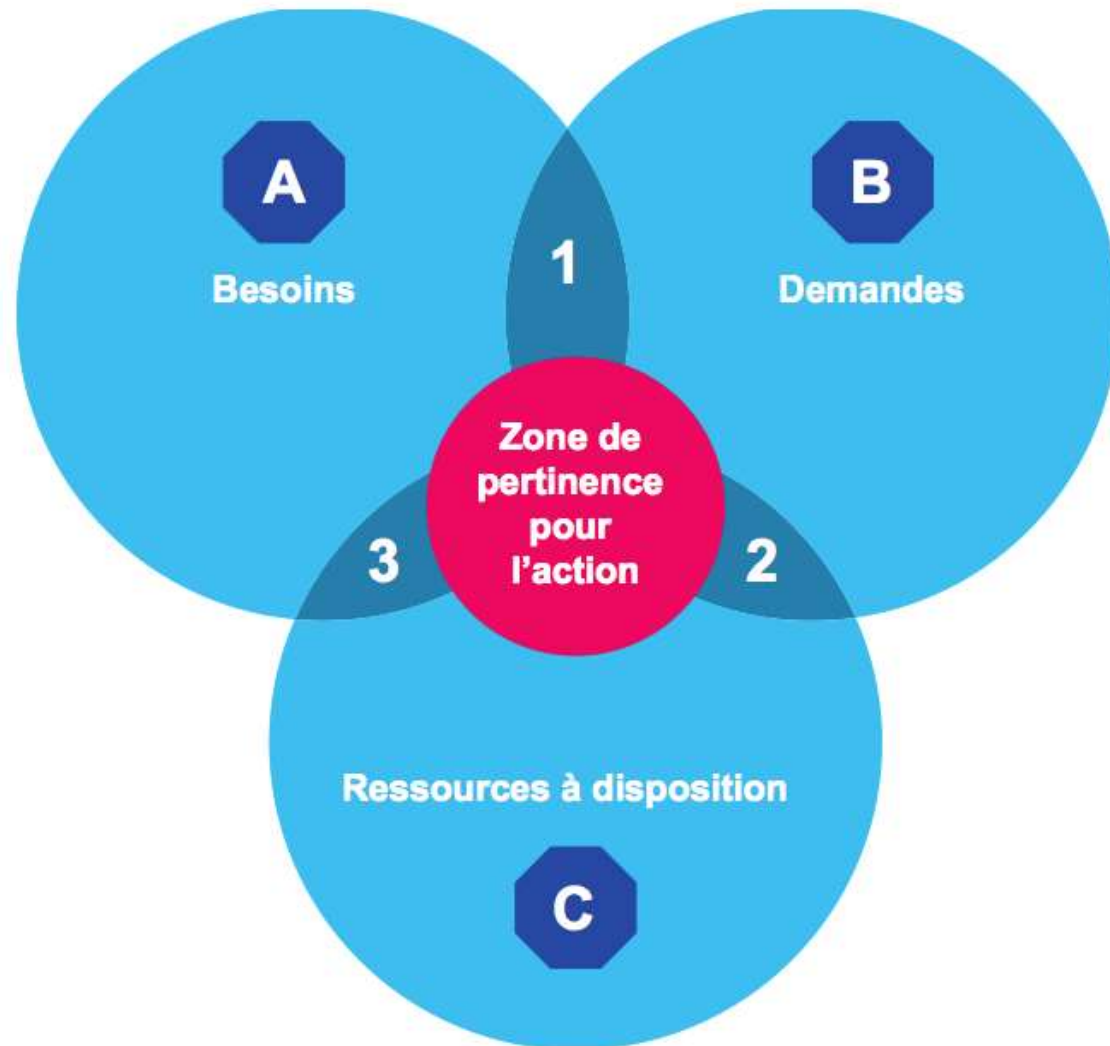 A
B
Besoins
1
Demandes
Zone de
pertinence
pour
l'action
3
2
Ressources à disposition
C